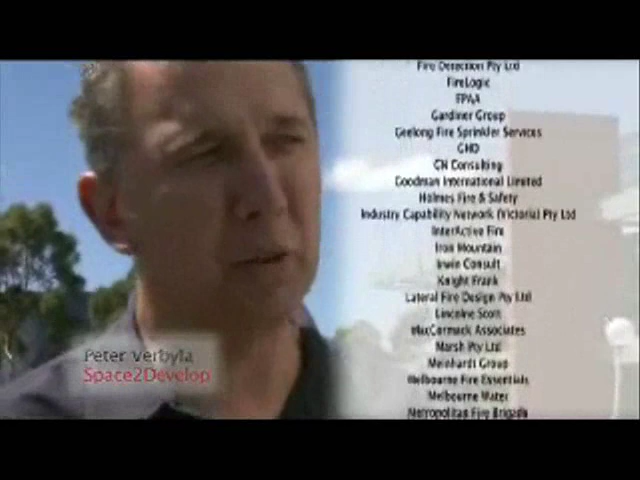 Peter Verbyla
Space2Develop
Fire Detection Pty Ltd
FireLogic
FPAA
Gardiner Group
Geelong Fire Sprinkler Services
GHD
GN Consulting
Goodman International Limited
Holmes Fire & Safety
Industry Capability Network (Victoria) Pty Ltd
InterActive Fire
Iron Mountain
Irwin Consult
Knight Frank
Lateral Fire Design Pty Ltd
Lincolne Scott
MacCormack Associates
Marsh Pty Ltd
Meinhardt Group
Melbourne Fire Essentials
Melbourne Water
Metropolitan Fire Brigade